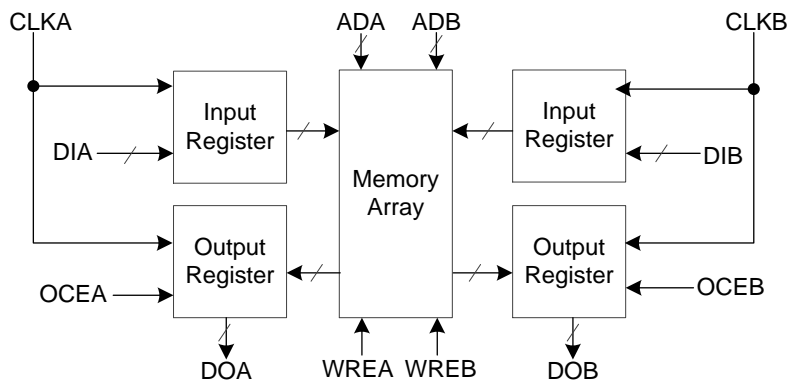 CLKA
ADA
ADB
CLKB
Input
Register
Input
Register
DIA
DIB
Memory
Array
Output
Register
Output
Register
OCEA
OCEB
DOA
WREA
WREB
DOB